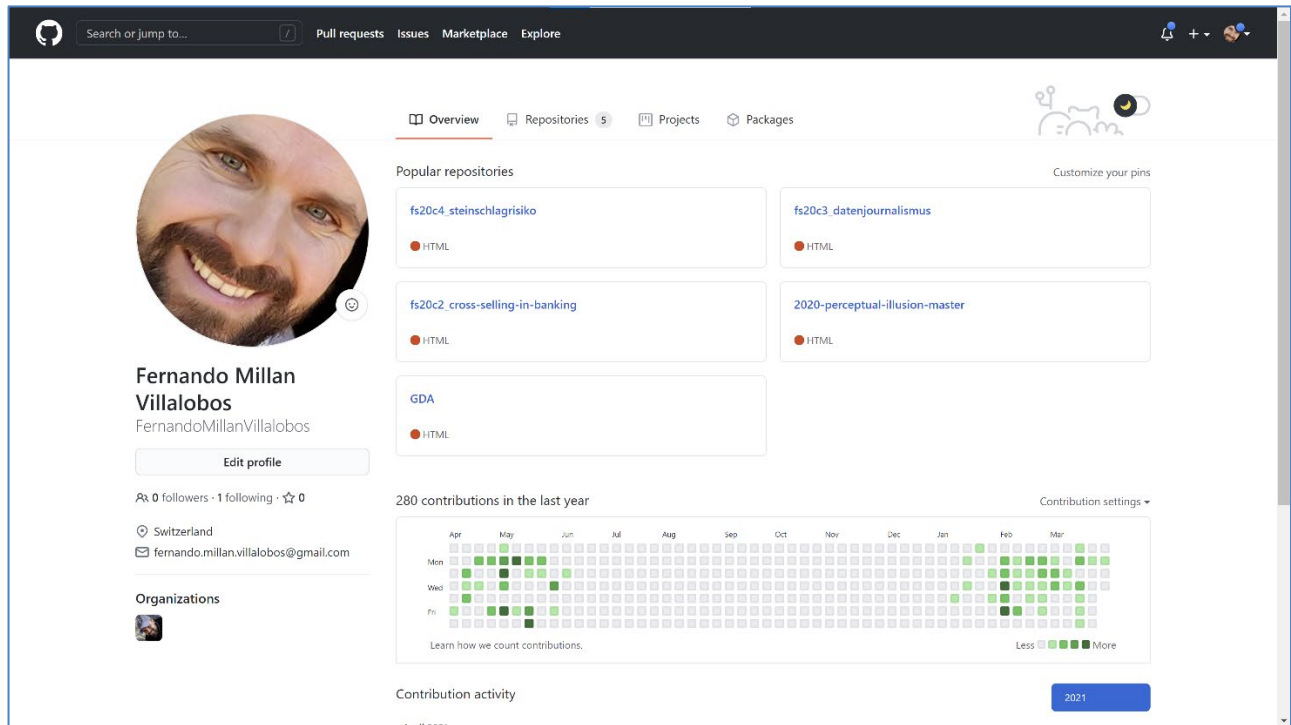 Search or jump to...
/
Pull requests Issues Marketplace Explore
Overview
Repositories 5
Projects
Packages
Popular repositories
Customize your pins
fs20c4_steinschlagrisiko
HTML
fs20c3_datenjournalismus
HTML
fs20c2_cross-selling-in-banking
HTML
2020-perceptual-illusion-master
HTML
GDA
HTML
Fernando Millan
Villalobos
FernandoMillanVillalobos
Edit profile
0 followers · 1 following · 0
Switzerland
fernando.millan.villalobos@gmail.com
Organizations
280 contributions in the last year
Contribution settings
Apr May Jun Jul Aug Sep Oct Nov Dec Jan Feb Mar
Mon
Wed
Fri
Learn how we count contributions.
Less More
Contribution activity
2021